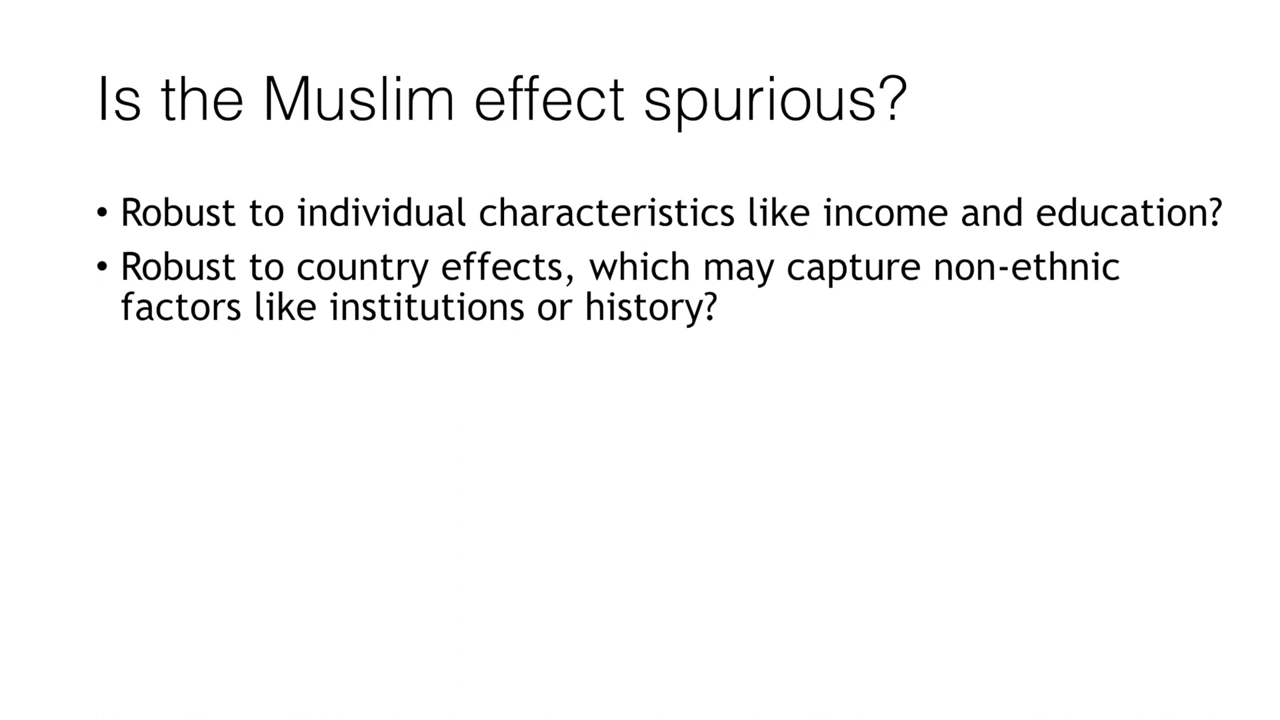 Is the Muslim effect spurious?
• Robust to individual characteristics like income and education?
• Robust to country effects, which may capture non-ethnic
factors like institutions or history?